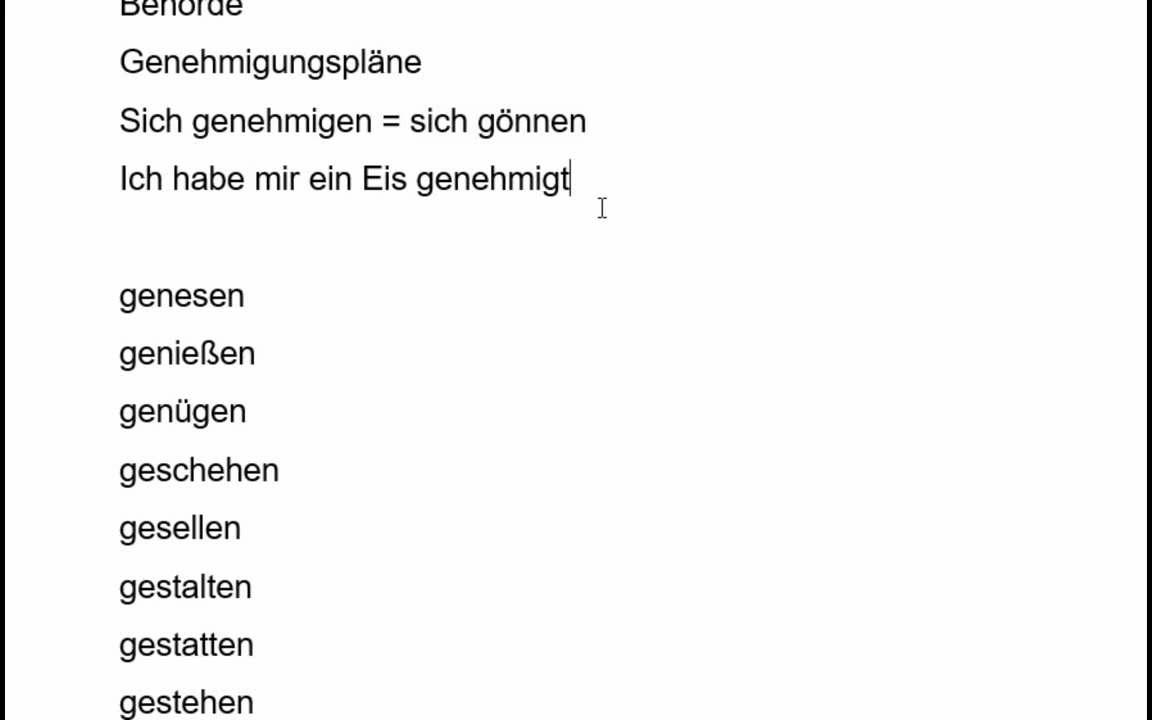 Behörde
Genehmigungspläne
Sich genehmigen = sich gönnen
Ich habe mir ein Eis genehmigt
genesen
genießen
genügen
geschehen
gesellen
gestalten
gestatten
gestehen